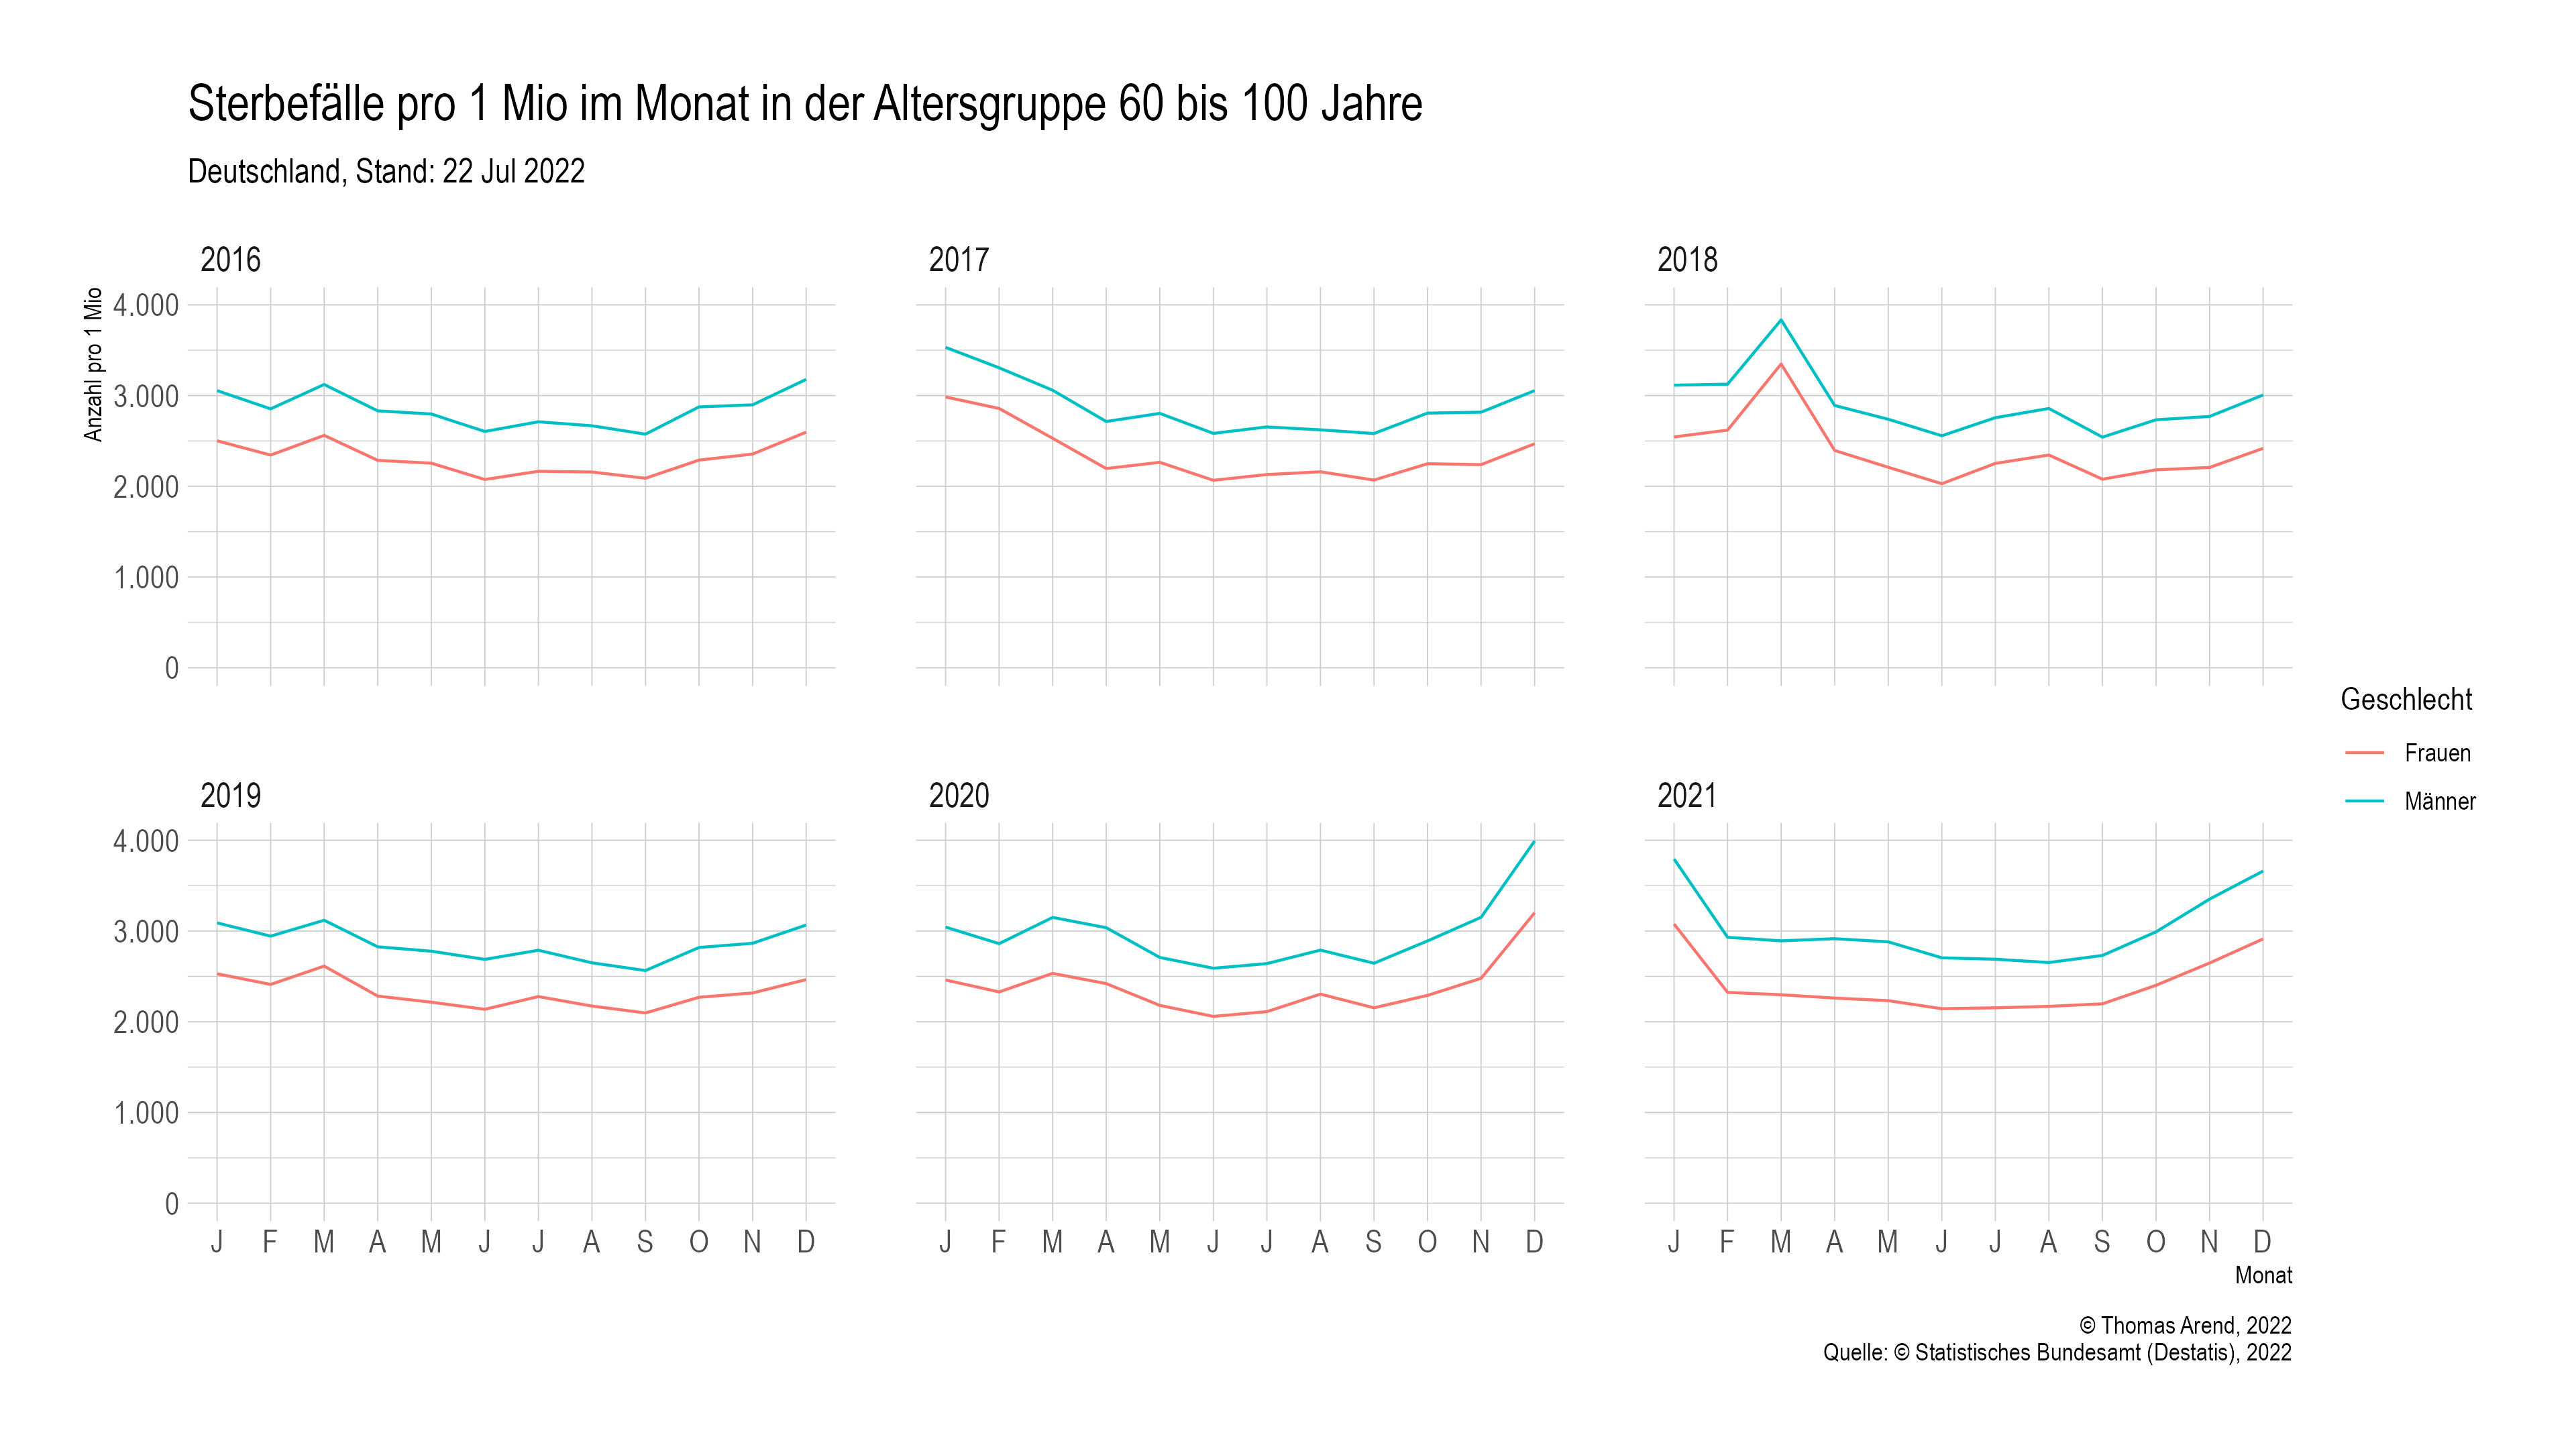 Sterbefälle pro 1 Mio im Monat in der Altersgruppe 60 bis 100 Jahre
Deutschland, Stand: 22 Jul 2022
2016
2017
2018
Anzahl pro 1 Mio
4.000
3.000
2.000
1.000
0
Geschlecht
Frauen
Männer
2019
2020
2021
4.000
3.000
2.000
1.000
0
J F M A M J J A S O N D
J F M A M J J A S O N D
J F M A M J J A S O N D
Monat
© Thomas Arend, 2022
Quelle: © Statistisches Bundesamt (Destatis), 2022